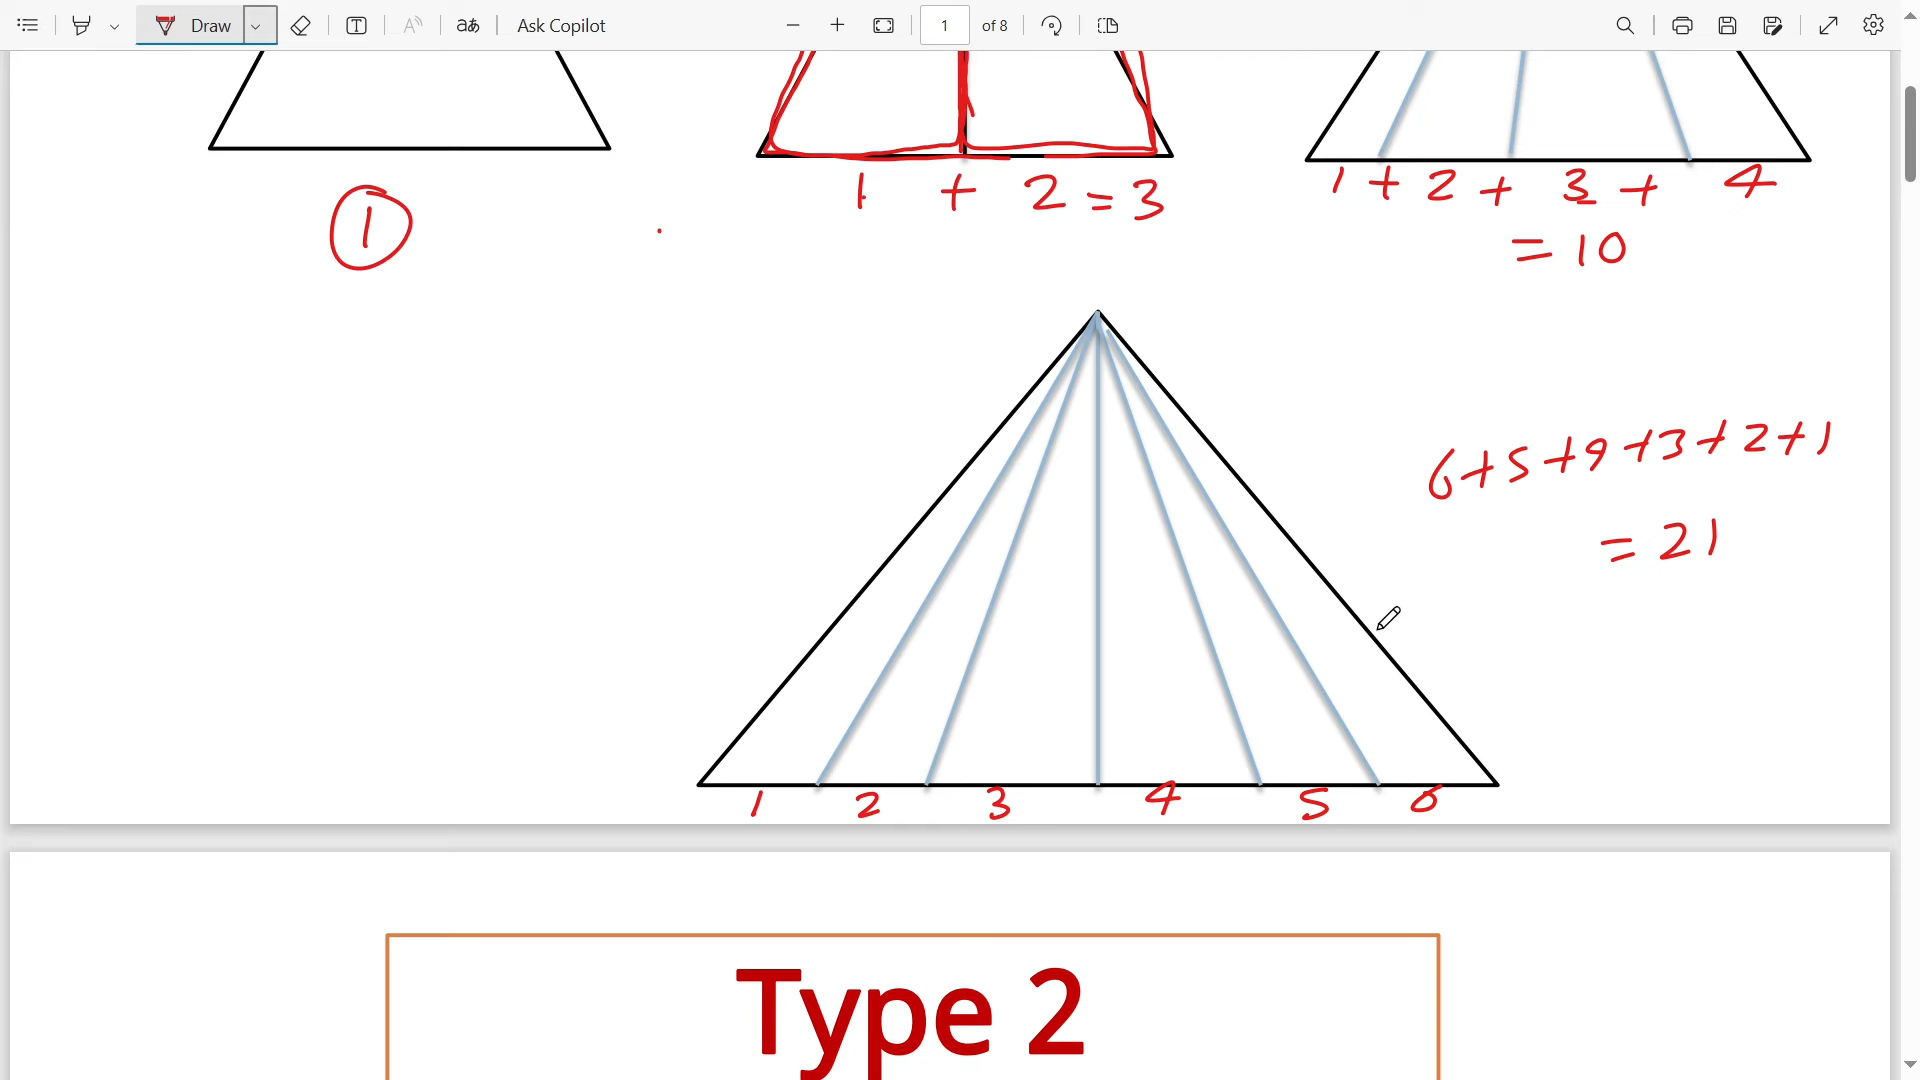 Draw
Ask Copilot
1 of 8
1
1 + 2 = 3
1 + 2 + 3 + 4
= 10
6+5+9+3+2+1
= 21
1 2 3 4 5 6
Type 2